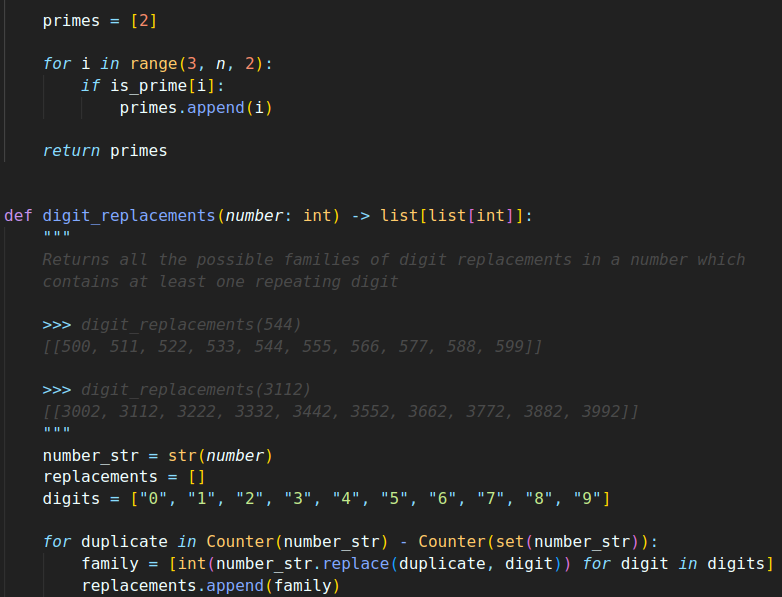 primes = [2]
for i in range(3, n, 2):
if is_prime[i]:
primes.append(i)
return primes
def digit_replacements(number: int) -> list[list[int]]:
"""
Returns all the possible families of digit replacements in a number which
contains at least one repeating digit
>>> digit_replacements(544)
[[500, 511, 522, 533, 544, 555, 566, 577, 588, 599]]
>>> digit_replacements(3112)
[[3002, 3112, 3222, 3332, 3442, 3552, 3662, 3772, 3882, 3992]]
"""
number_str = str(number)
replacements = []
digits = ["0", "1", "2", "3", "4", "5", "6", "7", "8", "9"]
for duplicate in Counter(number_str) - Counter(set(number_str)):
family = [int(number_str.replace(duplicate, digit)) for digit in digits]
replacements.append(family)